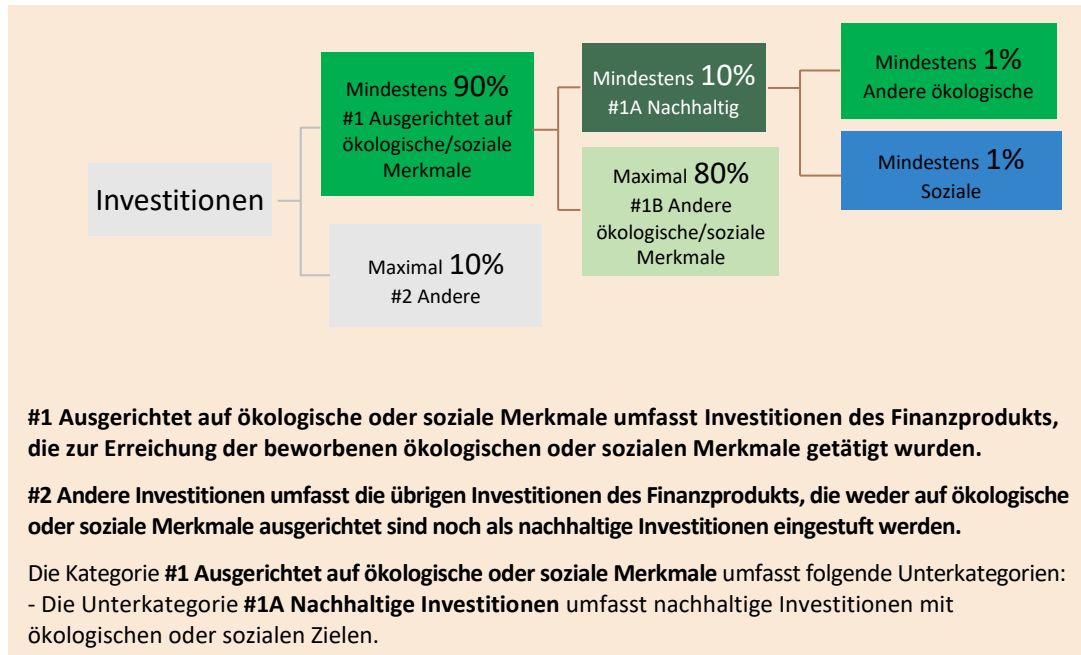 Investitionen
Mindestens 90%
#1 Ausgerichtet auf
ökologische/soziale
Merkmale
Maximal 10%
#2 Andere
Mindestens 10%
#1A Nachhaltig
Maximal 80%
#1B Andere
ökologische/soziale
Merkmale
Mindestens 1%
Andere ökologische
Mindestens 1%
Soziale
#1 Ausgerichtet auf ökologische oder soziale Merkmale umfasst Investitionen des Finanzprodukts,
die zur Erreichung der beworbenen ökologischen oder sozialen Merkmale getätigt wurden.
#2 Andere Investitionen umfasst die übrigen Investitionen des Finanzprodukts, die weder auf ökologische
oder soziale Merkmale ausgerichtet sind noch als nachhaltige Investitionen eingestuft werden.
Die Kategorie #1 Ausgerichtet auf ökologische oder soziale Merkmale umfasst folgende Unterkategorien:
- Die Unterkategorie #1A Nachhaltige Investitionen umfasst nachhaltige Investitionen mit
ökologischen oder sozialen Zielen.